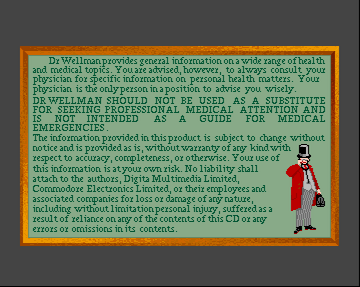 Dr Wellman provides general information on a wide range of health
and medical topics. You are advised, however, to always consult your
physician for specific information on personal health matters. Your
physician is the only person in a position to advise you wisely.
DR WELLMAN SHOULD NOT BE USED AS A SUBSTITUTE
FOR SEEKING PROFESSIONAL MEDICAL ATTENTION AND
IS NOT INTENDED AS A GUIDE FOR MEDICAL
EMERGENCIES.
The information provided in this product is subject to change without
notice and is provided as is, without warranty of any kind with
respect to accuracy, completeness, or otherwise. Your use of
this information is at your own risk. No liability shall
attach to the authors, Digita Multimedia Limited,
Commodore Electronics Limited, or their employees and
associated companies for loss or damage of any nature,
including without limitation personal injury, suffered as a
result of reliance on any of the contents of this CD or any
errors or omissions in its contents.